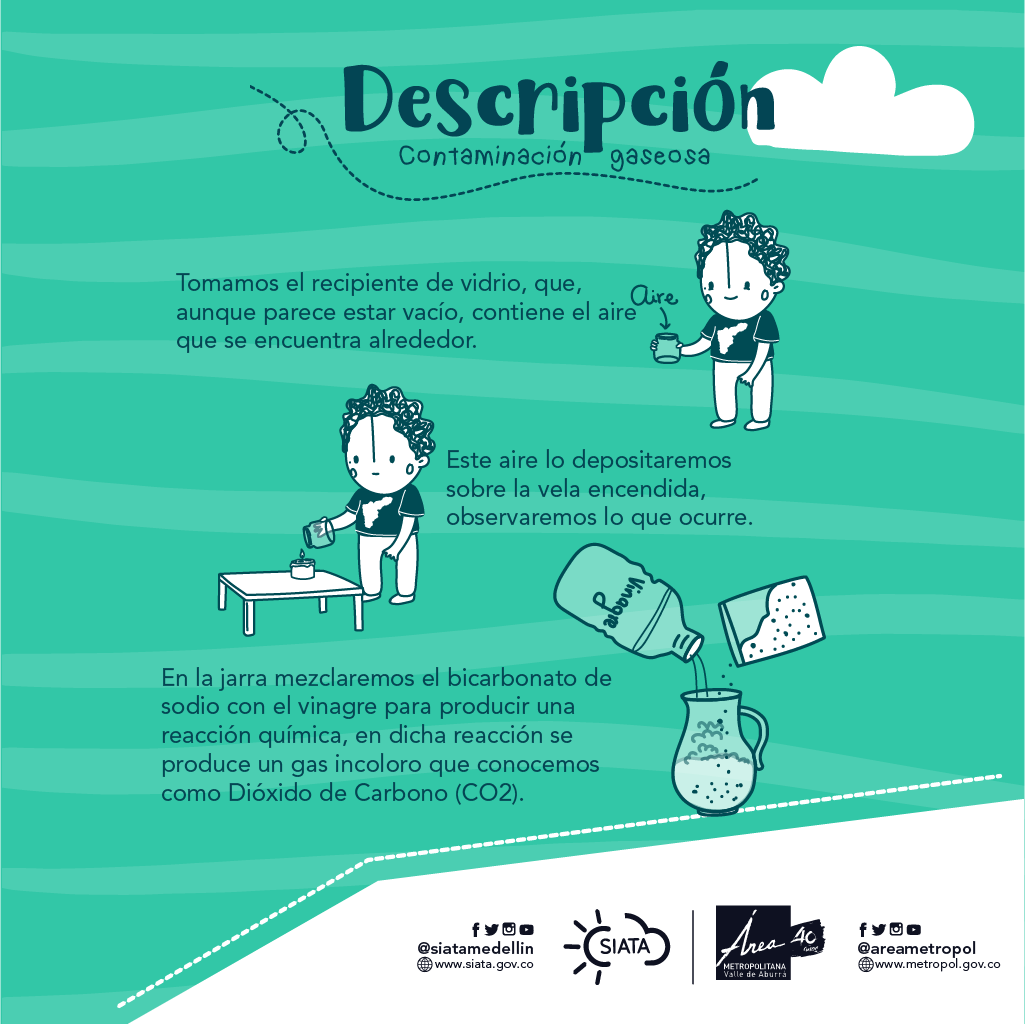 Descripción
Contaminación gaseosa
Tomamos el recipiente de vidrio, que,
aunque parece estar vacío, contiene el aire
que se encuentra alrededor.
Aire
Este aire lo depositaremos
sobre la vela encendida,
observaremos lo que ocurre.
Vinagre
En la jarra mezclaremos el bicarbonato de
sodio con el vinagre para producir una
reacción química, en dicha reacción se
produce un gas incoloro que conocemos
como Dióxido de Carbono (CO2).
@siatamedellin
www.siata.gov.co
SIATA
Área
40
METROPOLITANA
Valle de Aburrá
@areametropol
www.metropol.gov.co